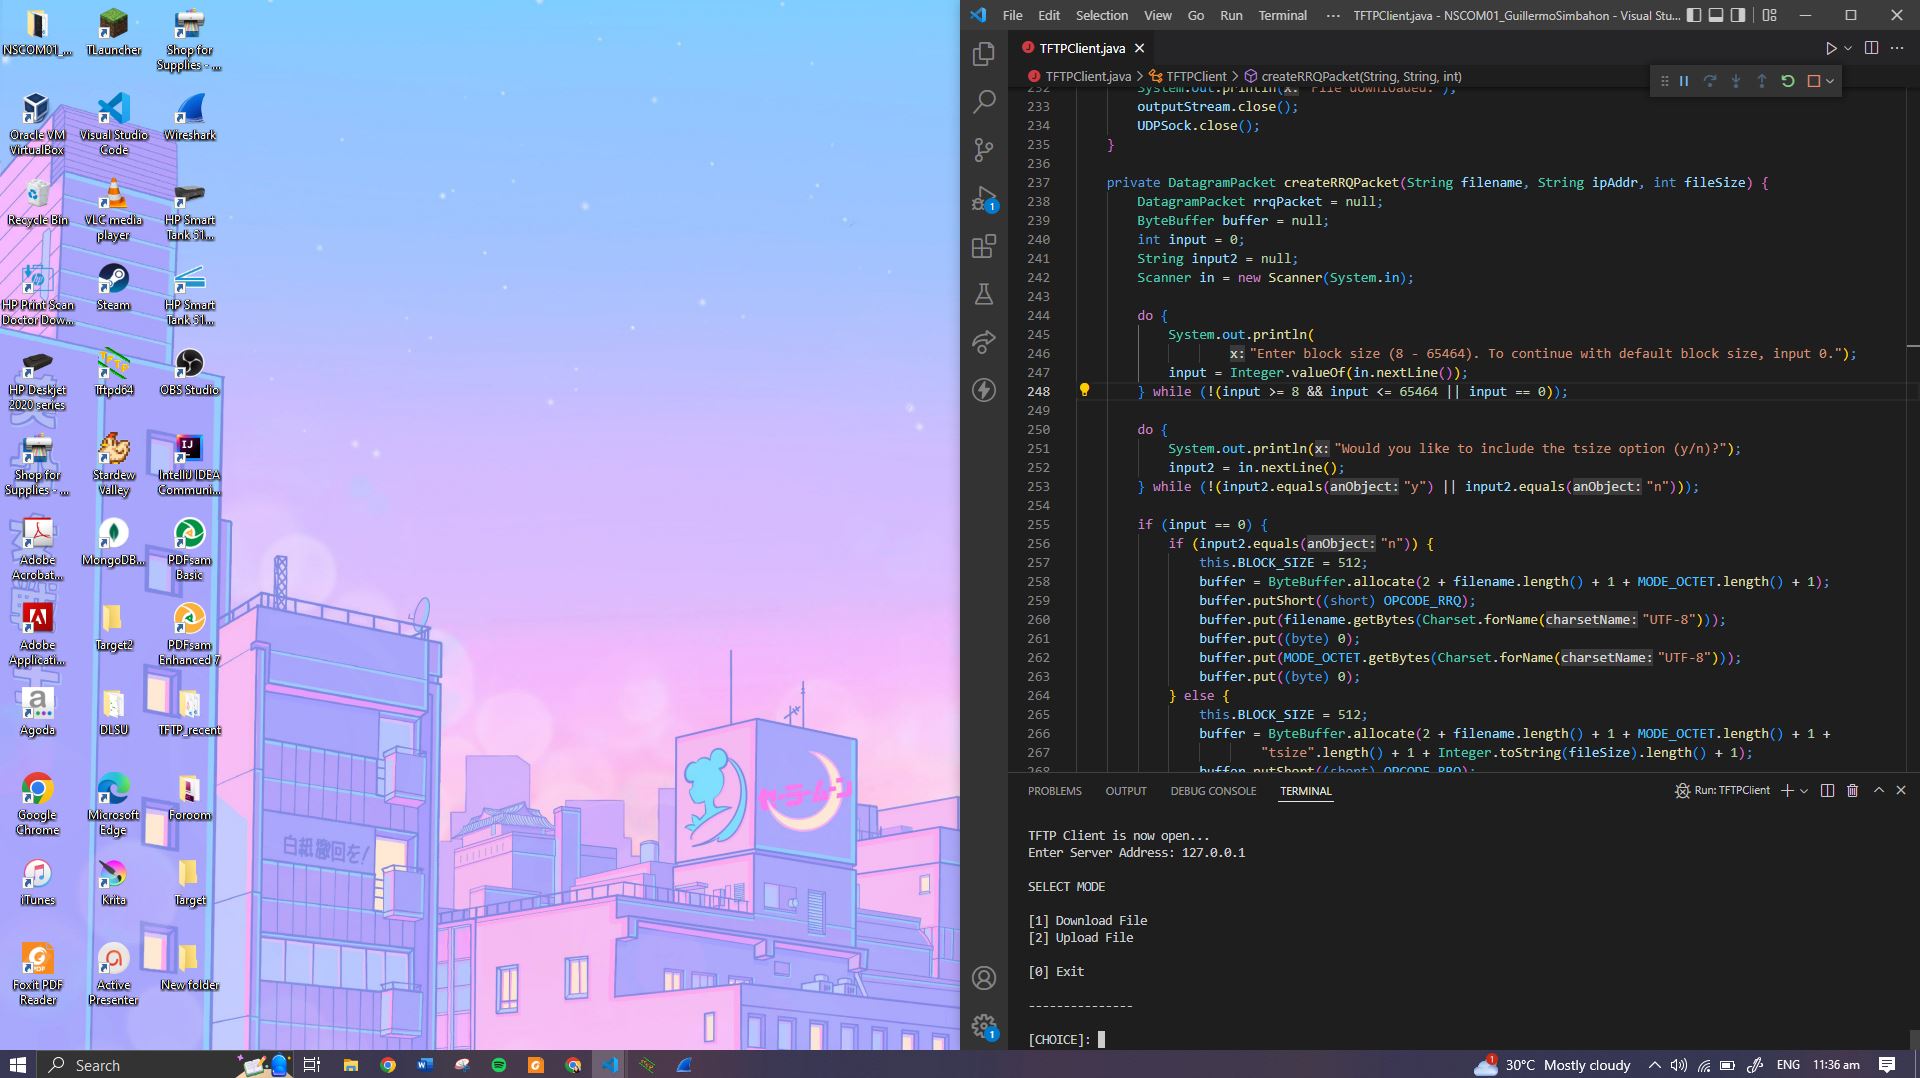 NSCOM01_...
TLauncher
Shop for
Supplies - ...
Oracle VM
VirtualBox
Visual Studio
Code
Wireshark
Recycle Bin
VLC media
player
HP Smart
Tank 51...
HP Print Scan
Doctor Dow...
Steam
HP Smart
Tank 51...
HP Deskjet
2020 series
Tftpd64
OBS Studio
Shop for
Supplies - ...
Stardew
Valley
IntelliJ IDEA
Communi...
Adobe
Acrobat...
MongoDB...
PDFsam
Basic
Adobe
Applicati...
Target2
PDFsam
Enhanced 7
Agoda
DLSU
TFTP_recent
Google
Chrome
Microsoft
Edge
Foroom
iTunes
Krita
Target
Foxit PDF
Reader
Active
Presenter
New folder
セーラームーン
File Edit Selection View Go Run Terminal ··· TFTPClient.java - NSCOM01_GuillermoSimbahon - Visual Stu...
TFTPClient.java
TFTPClient.java > TFTPClient > createRRQPacket(String, String, int)
232 System.out.println(x: "File downloaded.");
233 outputStream.close();
234 UDPSock.close();
235 }
236
237 private DatagramPacket createRRQPacket(String filename, String ipAddr, int fileSize) {
238 DatagramPacket rrqPacket = null;
239 ByteBuffer buffer = null;
240 int input = 0;
241 String input2 = null;
242 Scanner in = new Scanner(System.in);
243
244 do {
245 System.out.println(
246 x: "Enter block size (8 - 65464). To continue with default block size, input 0.");
247 input = Integer.valueOf(in.nextLine());
248 } while (!(input >= 8 && input <= 65464 || input == 0));
249
250 do {
251 System.out.println(x: "Would you like to include the tsize option (y/n)?");
252 input2 = in.nextLine();
253 } while (!(input2.equals(anObject: "y") || input2.equals(anObject: "n")));
254
255 if (input == 0) {
256 if (input2.equals(anObject: "n")) {
257 this.BLOCK_SIZE = 512;
258 buffer = ByteBuffer.allocate(2 + filename.length() + 1 + MODE_OCTET.length() + 1);
259 buffer.putShort((short) OPCODE_RRQ);
260 buffer.put(filename.getBytes(Charset.forName(charsetName: "UTF-8")));
261 buffer.put((byte) 0);
262 buffer.put(MODE_OCTET.getBytes(Charset.forName(charsetName: "UTF-8")));
263 buffer.put((byte) 0);
264 } else {
265 this.BLOCK_SIZE = 512;
266 buffer = ByteBuffer.allocate(2 + filename.length() + 1 + MODE_OCTET.length() + 1 +
267 "tsize".length() + 1 + Integer.toString(fileSize).length() + 1);
268 buffer.putShort((short) OPCODE_RRQ);
PROBLEMS OUTPUT DEBUG CONSOLE TERMINAL Run: TFTPClient
TFTP Client is now open...
Enter Server Address: 127.0.0.1
SELECT MODE
[1] Download File
[2] Upload File
[0] Exit
---------------
[CHOICE]:
Search
30°C Mostly cloudy
ENG
11:36 am